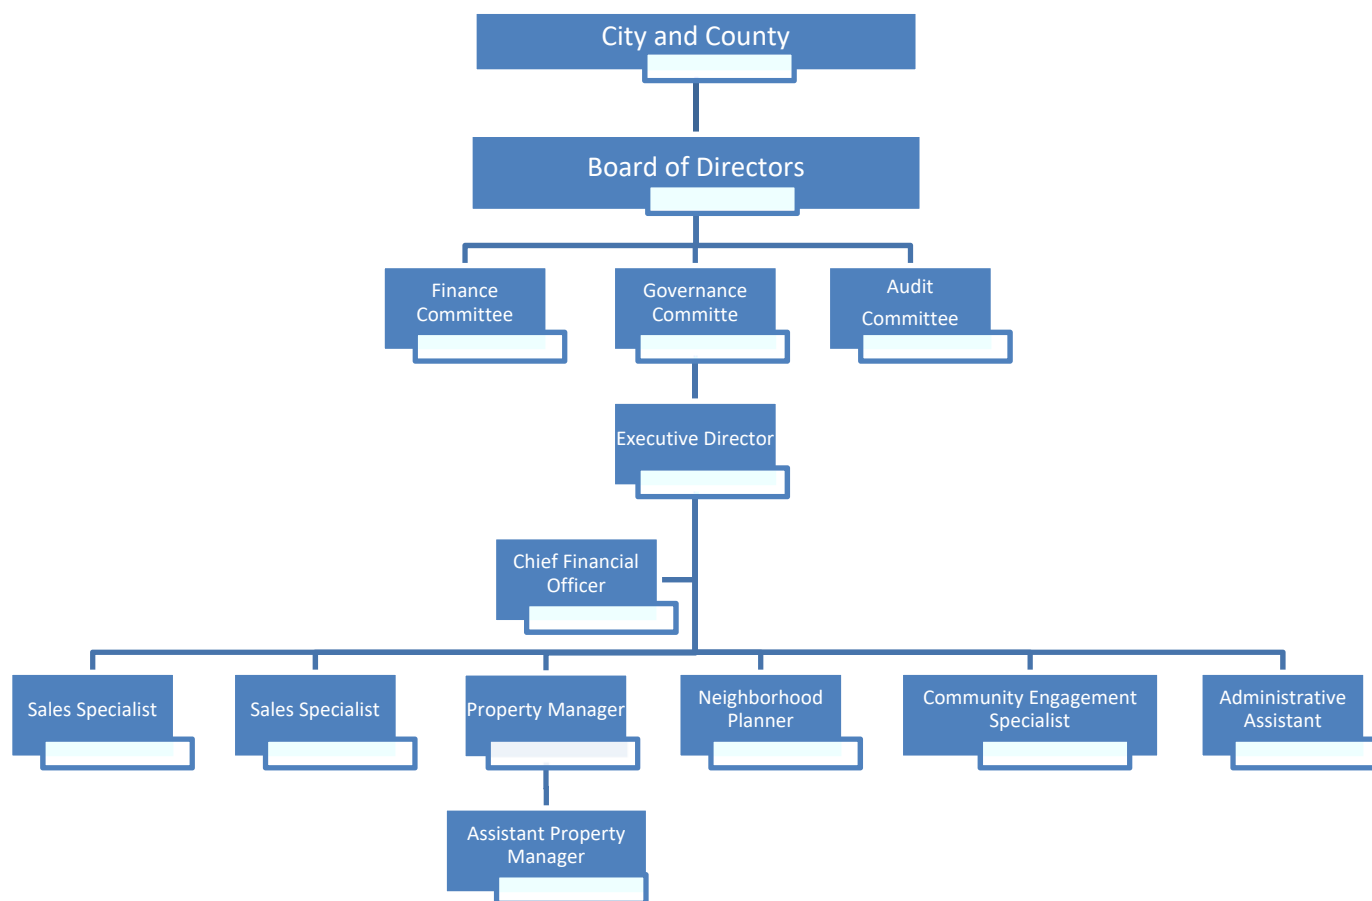 City and County
Board of Directors
Finance
Committee
Governance
Committe
Audit
Committee
Executive Director
Chief Financial
Officer
Sales Specialist
Sales Specialist
Property Manager
Neighborhood
Planner
Community Engagement
Specialist
Administrative
Assistant
Assistant Property
Manager